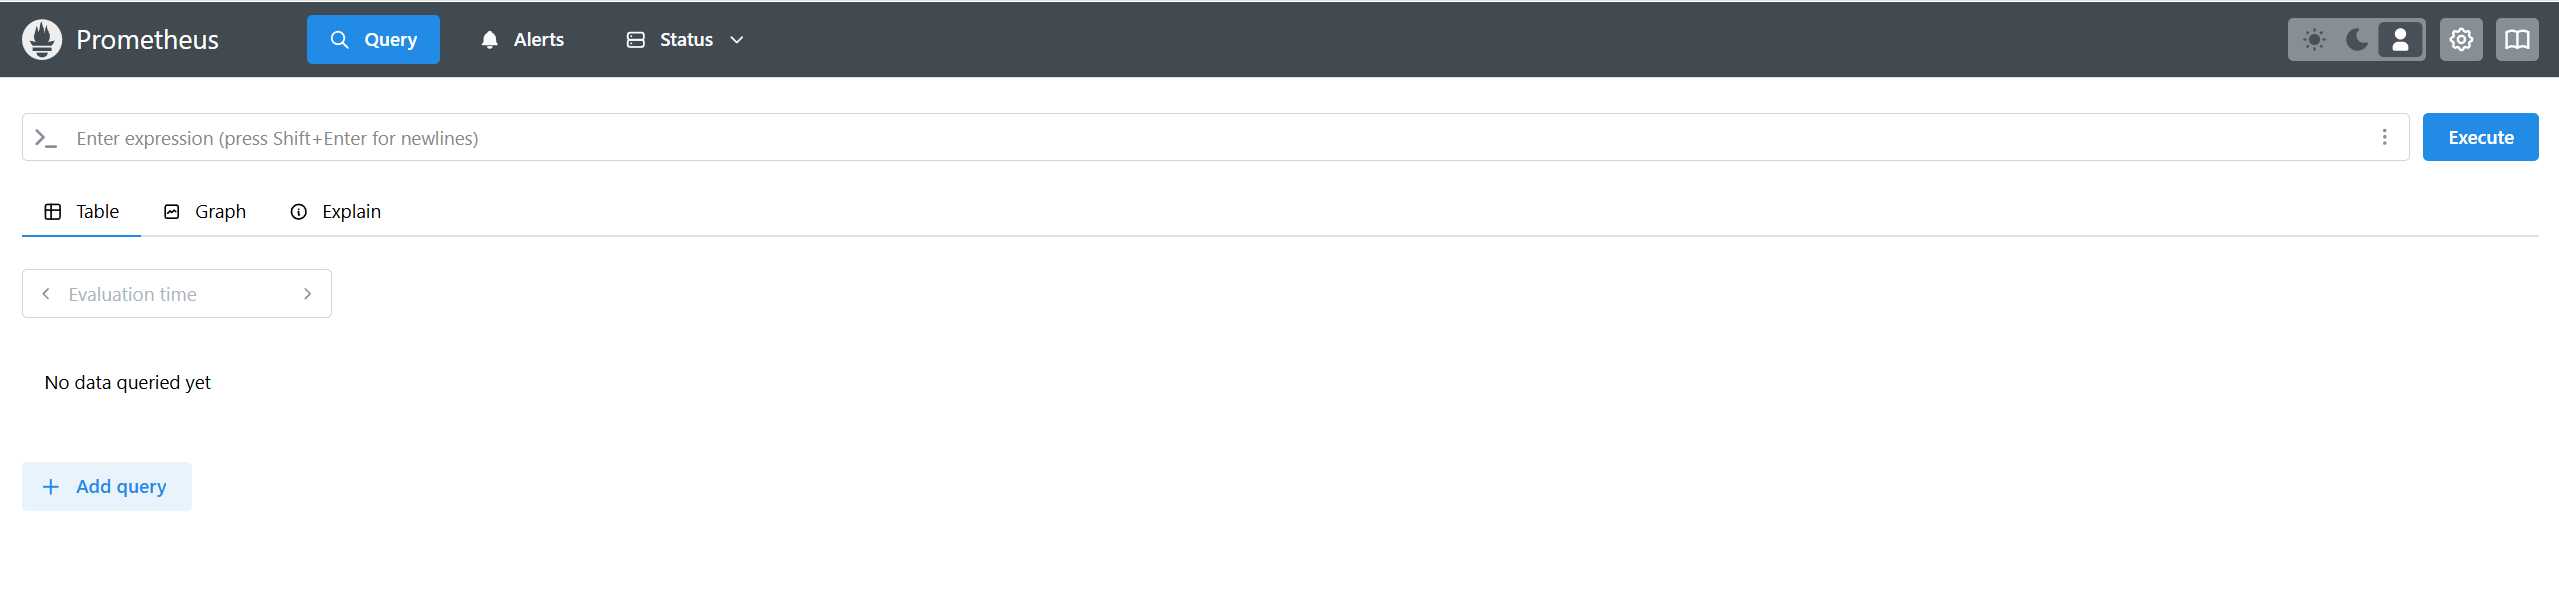 Prometheus Query Alerts Status
Enter expression (press Shift+Enter for newlines) Execute
Table Graph Explain
Evaluation time
No data queried yet
Add query